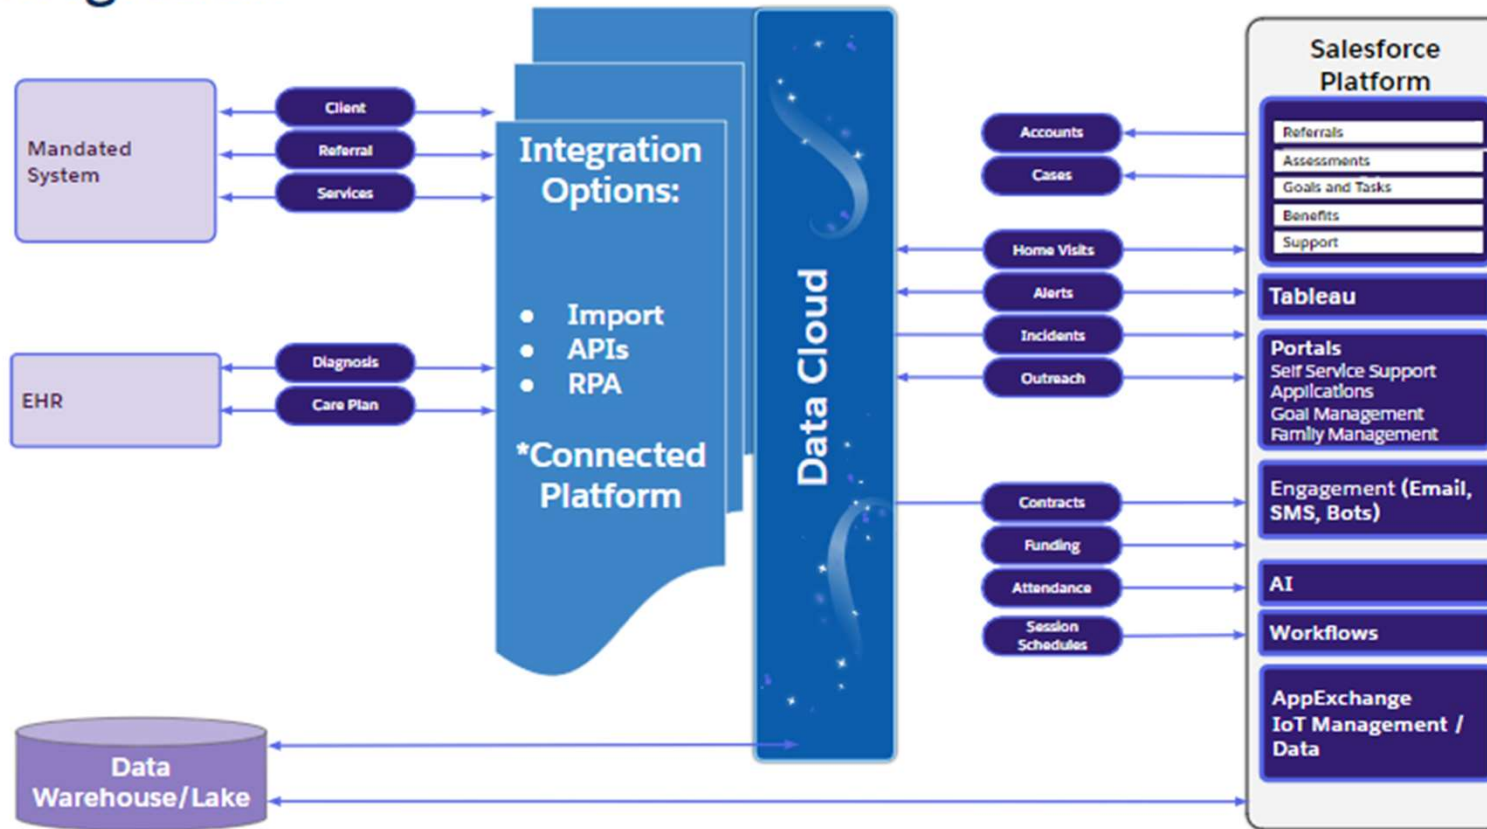 Salesforce
Platform
Mandated
System
Client
Referral
Services
EHR
Diagnosis
Care Plan
Data
Warehouse/Lake
Integration
Options:
● Import
● APIs
● RPA
*Connected
Platform
Data Cloud
Accounts
Cases
Home Visits
Alerts
Incidents
Outreach
Contracts
Funding
Attendance
Session
Schedules
Referrals
Assessments
Goals and Tasks
Benefits
Support
Tableau
Portals
Self Service Support
Applications
Goal Management
Family Management
Engagement (Email,
SMS, Bots)
AI
Workflows
AppExchange
IoT Management /
Data